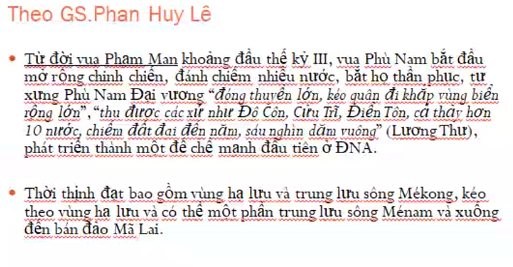 Theo GS.Phan Huy Lê
• Từ đời vua Phạm Man khoảng đầu thế kỷ III, vua Phù Nam bắt đầu
mở rộng chinh chiến, đánh chiếm nhiều nước, bắt họ thần phục, tự
xưng Phù Nam Đại vương "đóng thuyền lớn, kéo quân đi khắp vùng biển
rộng lớn", "thu được các xứ như Đô Côn, Cửu Trĩ, Điển Tôn, cả thảy hơn
10 nước, chiếm đất đai đến năm, sáu nghìn dặm vuông" (Lương Thư),
phát triển thành một đế chế mạnh đầu tiên ở ĐNA.
• Thời thịnh đạt bao gồm vùng hạ lưu và trung lưu sông Mékong, kéo
theo vùng hạ lưu và có thể một phần trung lưu sông Ménam và xuống
đến bán đảo Mã Lai.